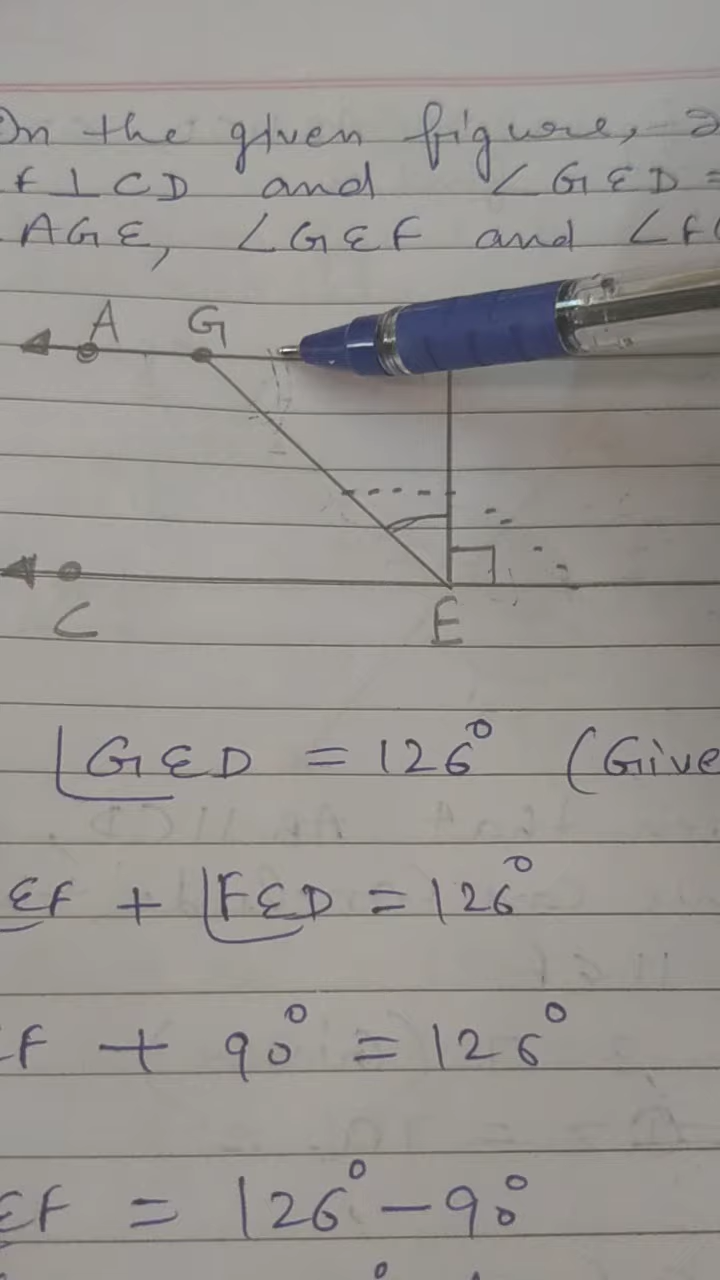 In the given figure,
F ⊥ CD and ∠GED =
AGE, ∠GEF and ∠F
A G
C E
∠GED = 126° (Give
EF + ∠FED = 126°
F + 90° = 126°
EF = 126° - 90°